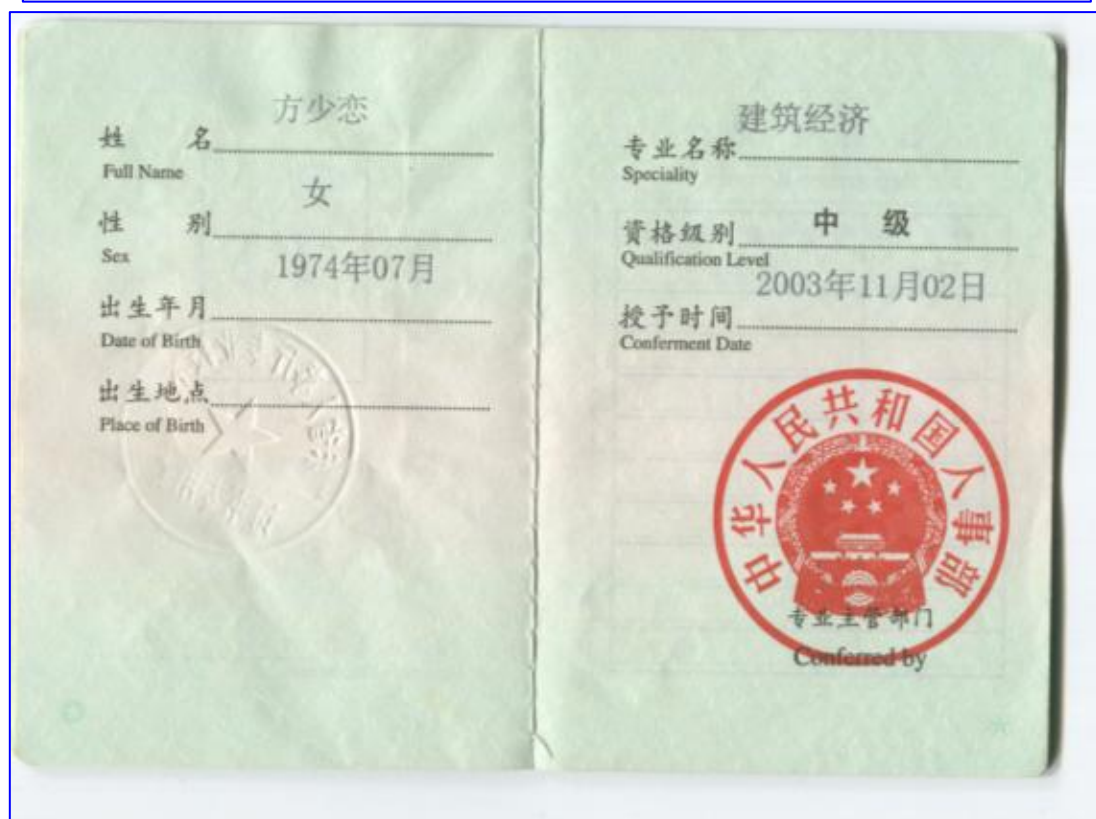 方少恋
姓 名
Full Name
女
性 别
Sex
1974年07月
出生年月
Date of Birth
出生地点
Place of Birth
建筑经济
专业名称
Speciality
中 级
资格级别
Qualification Level
2003年11月02日
授予时间
Conferment Date
中华人民共和国人事部
专业主管部门
Conferred by